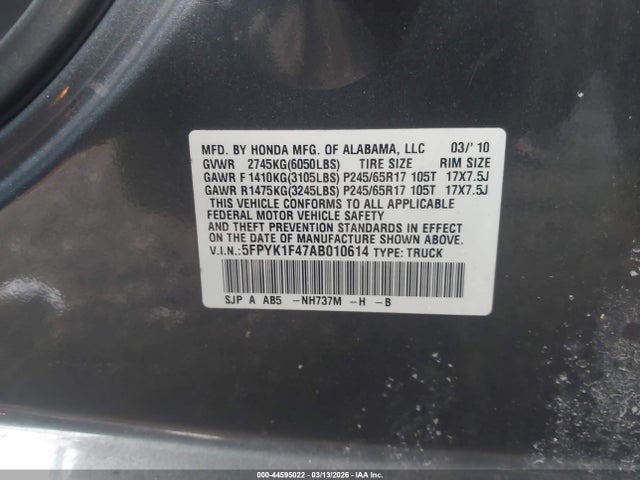 MFD. BY HONDA MFG. OF ALABAMA, LLC 03/'10
GVWR 2745KG(6050LBS) TIRE SIZE RIM SIZE
GAWR F 1410KG(3105LBS) P245/65R17 105T 17X7.5J
GAWR R 1475KG(3245LBS) P245/65R17 105T 17X7.5J
THIS VEHICLE CONFORMS TO ALL APPLICABLE
FEDERAL MOTOR VEHICLE SAFETY
AND THEFT PREVENTION STANDARDS IN EFFECT ON
THE DATE OF MANUFACTURE SHOWN ABOVE.
V.I.N.: 5FPYK1F47AB010614 TYPE: TRUCK
SJP A AB5 -NH737M -H -B
000-44595022 | 03/13/2026 | IAA Inc.